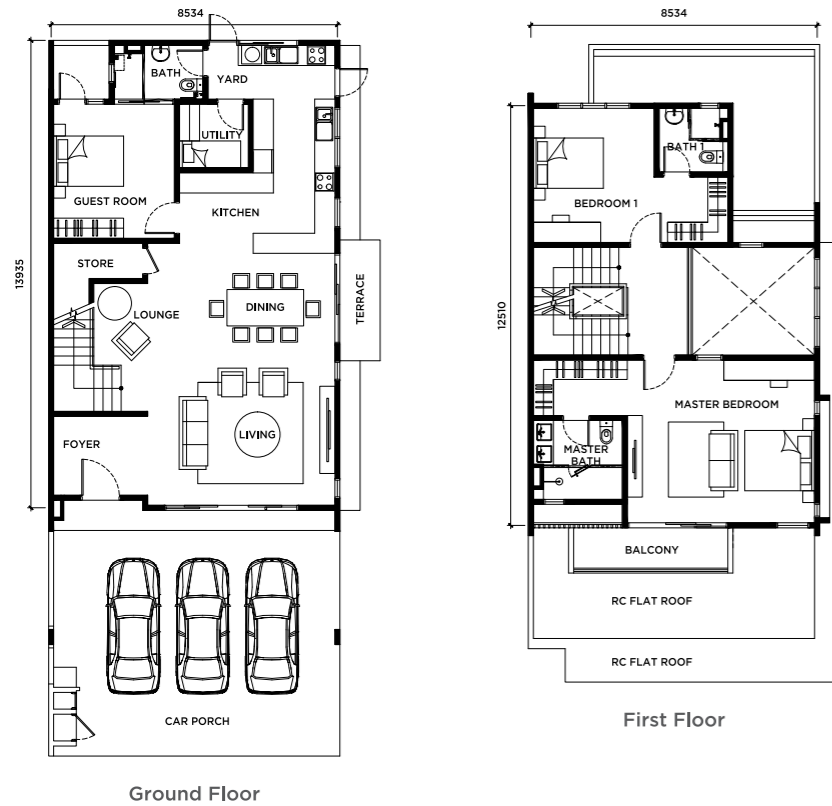 8534
BATH
YARD
UTILITY
GUEST ROOM
KITCHEN
STORE
LOUNGE
DINING
TERRACE
13935
FOYER
LIVING
CAR PORCH
Ground Floor
8534
BATH 1
BEDROOM 1
12510
MASTER BEDROOM
MASTER
BATH
BALCONY
RC FLAT ROOF
RC FLAT ROOF
First Floor